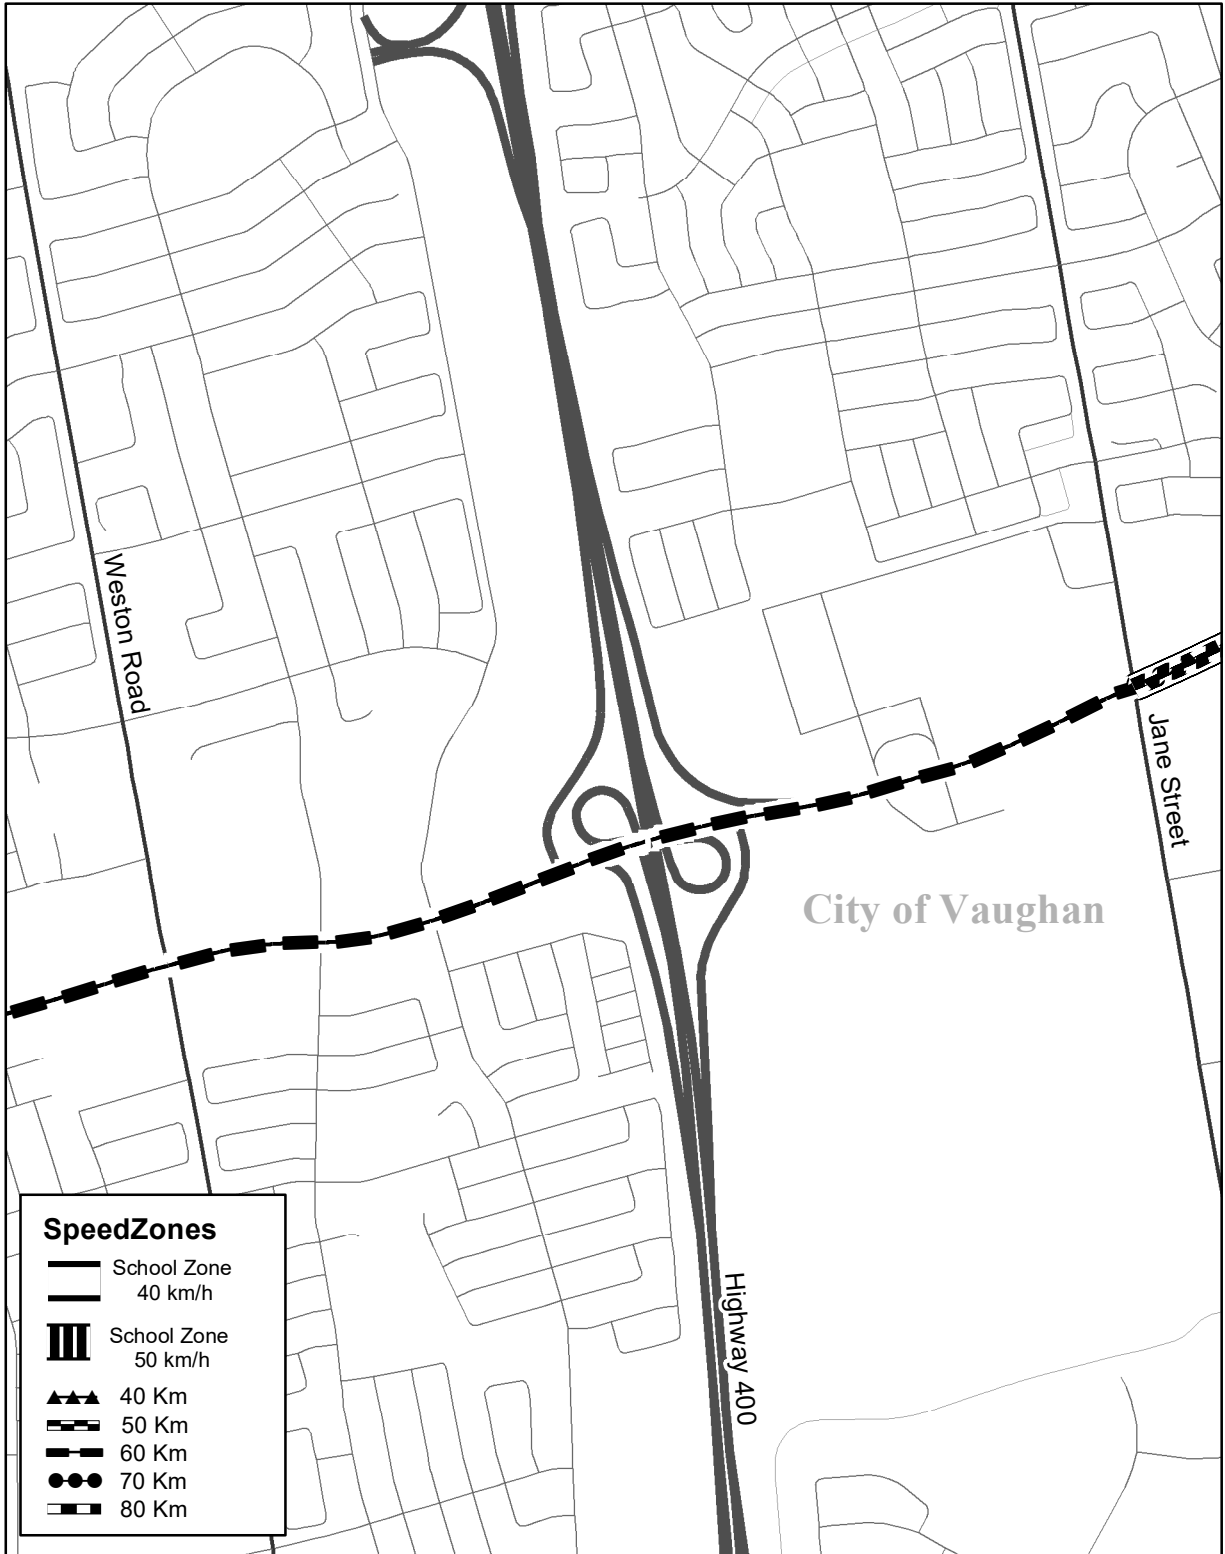 Weston Road
Jane Street
City of Vaughan
Highway 400
SpeedZones
School Zone
40 km/h
School Zone
50 km/h
40 Km
50 Km
60 Km
70 Km
80 Km